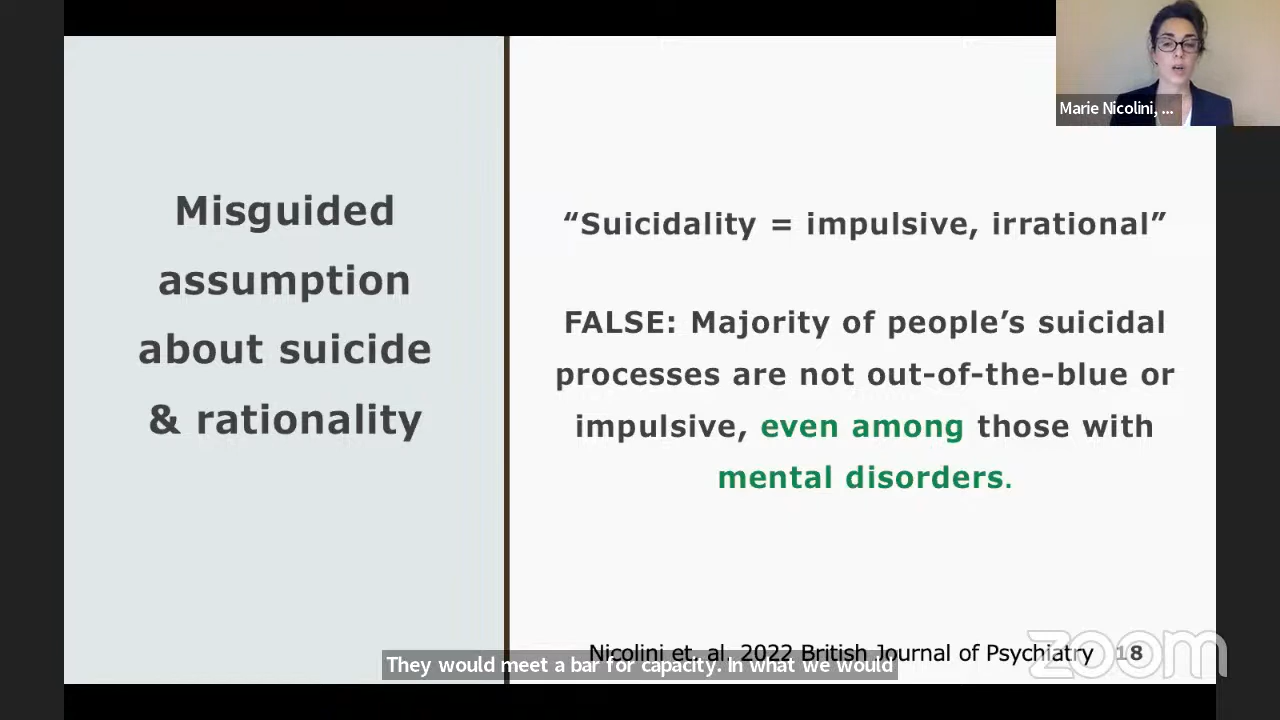 Misguided
assumption
about suicide
& rationality
“Suicidality = impulsive, irrational”
FALSE: Majority of people’s suicidal
processes are not out-of-the-blue or
impulsive, even among those with
mental disorders.
Nicolini et. al. 2022 British Journal of Psychiatry 18
They would meet a bar for capacity. In what we would
Marie Nicolini, ...
zoom